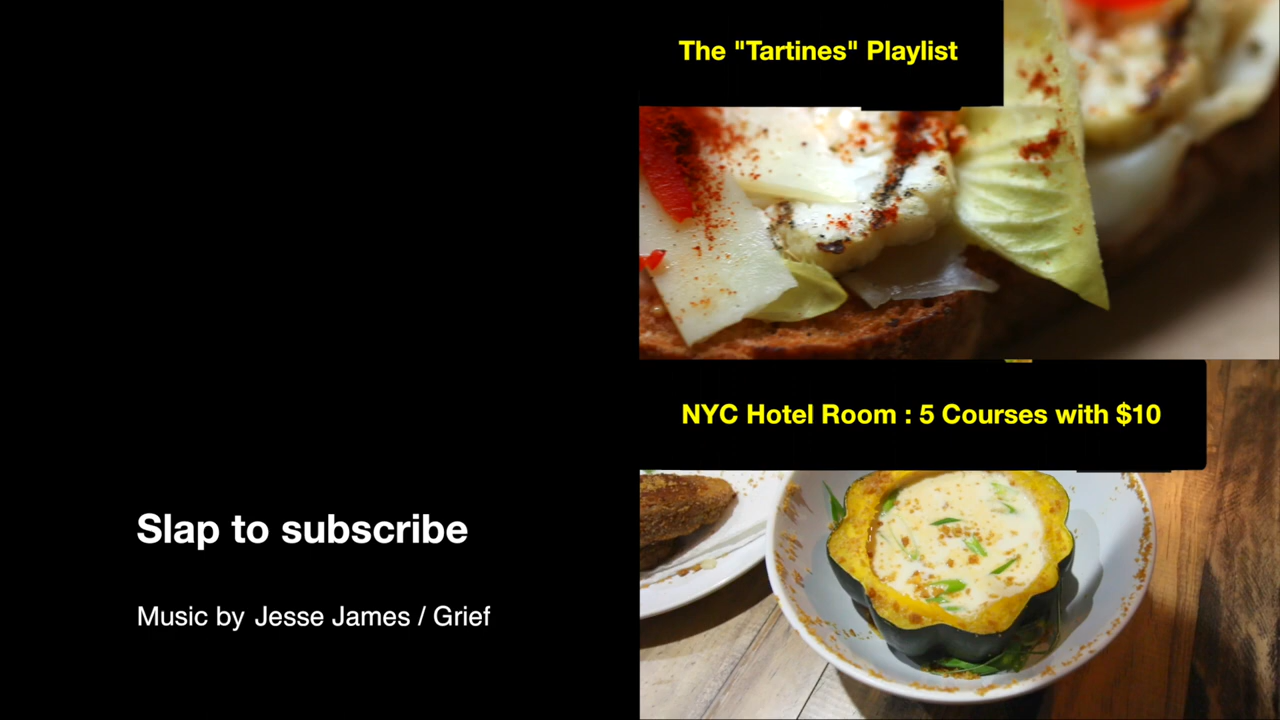 The "Tartines" Playlist
NYC Hotel Room : 5 Courses with $10
Slap to subscribe
Music by Jesse James / Grief